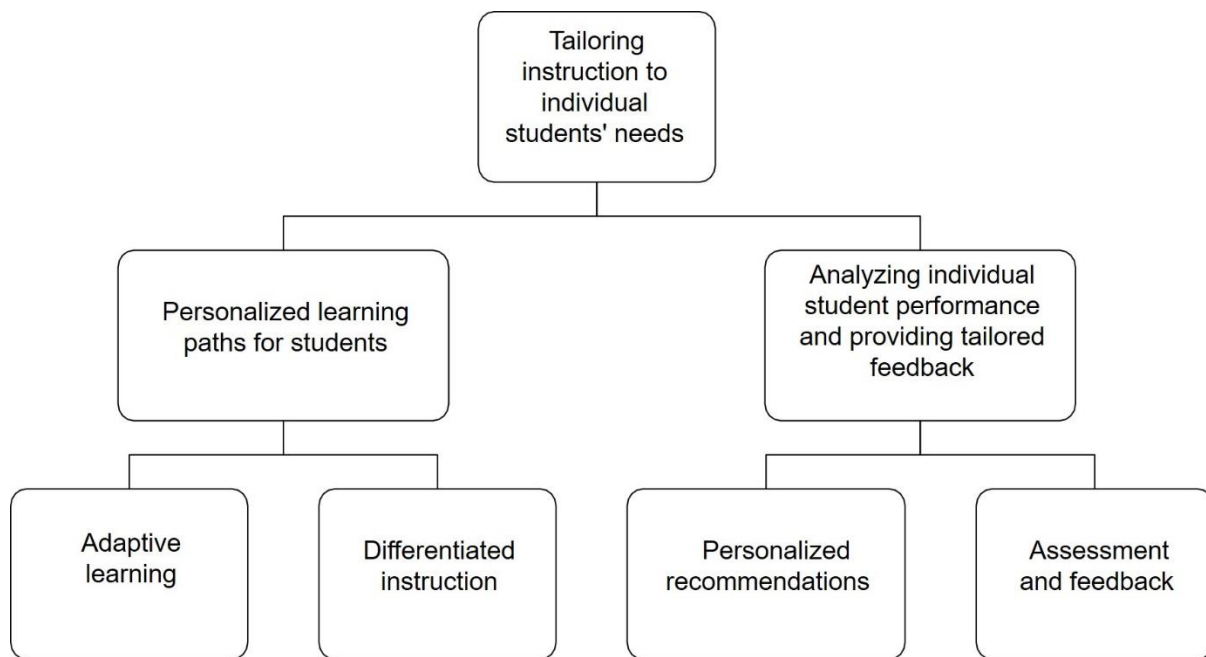 Tailoring
instruction to
individual
students' needs
Personalized learning
paths for students
Analyzing individual
student performance
and providing tailored
feedback
Adaptive
learning
Differentiated
instruction
Personalized
recommendations
Assessment
and feedback